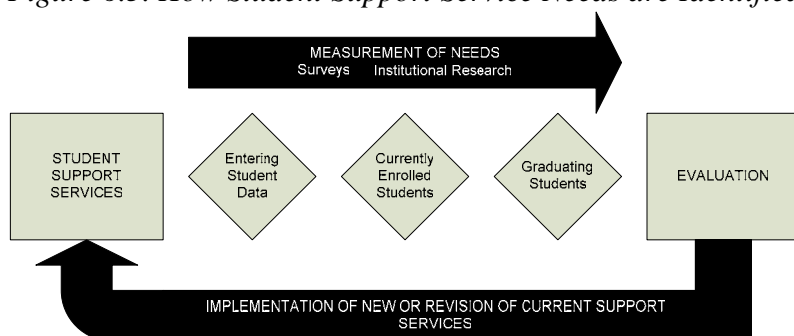 Figure 6.3: How Student Support Service Needs are Identified
MEASUREMENT OF NEEDS
Surveys Institutional Research
STUDENT
SUPPORT
SERVICES
Entering
Student
Data
Currently
Enrolled
Students
Graduating
Students
EVALUATION
IMPLEMENTATION OF NEW OR REVISION OF CURRENT SUPPORT
SERVICES